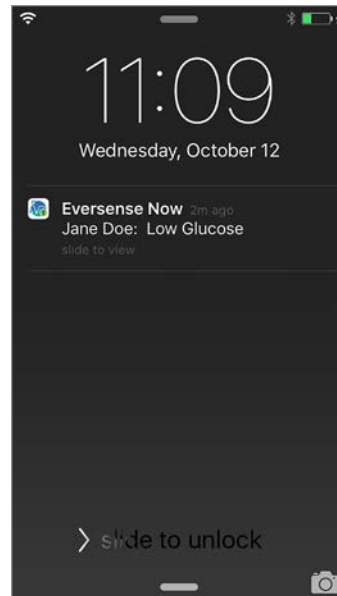 11:09
Wednesday, October 12
Eversense Now 2m ago
Jane Doe: Low Glucose
slide to view
slide to unlock